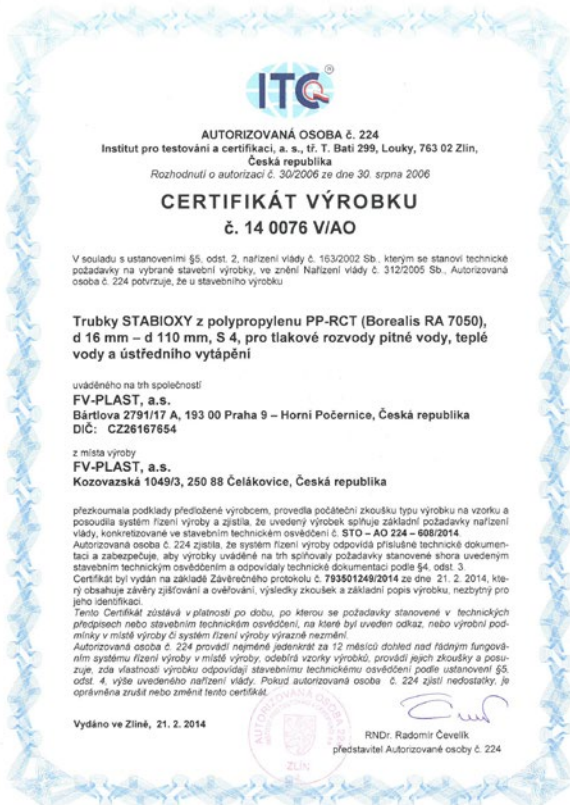 ITC ®
AUTORIZOVANÁ OSOBA č. 224
Institut pro testování a certifikaci, a. s., tř. T. Bati 299, Louky, 763 02 Zlín,
Česká republika
Rozhodnutí o autorizaci č. 30/2006 ze dne 30. srpna 2006
CERTIFIKÁT VÝROBKU
č. 14 0076 V/AO
V souladu s ustanoveními §5, odst. 2, nařízení vlády č. 163/2002 Sb., kterým se stanoví technické
požadavky na vybrané stavební výrobky, ve znění Nařízení vlády č. 312/2005 Sb., Autorizovaná
osoba č. 224 potvrzuje, že u stavebního výrobku
Trubky STABIOXY z polypropylenu PP-RCT (Borealis RA 7050),
d 16 mm – d 110 mm, S 4, pro tlakové rozvody pitné vody, teplé
vody a ústředního vytápění
uváděného na trh společností
FV-PLAST, a.s.
Bártlova 2791/17 A, 193 00 Praha 9 – Horní Počernice, Česká republika
DIČ: CZ26167654
z místa výroby
FV-PLAST, a.s.
Kozovazská 1049/3, 250 88 Čelákovice, Česká republika
přezkoumala podklady předložené výrobcem, provedla počáteční zkoušku typu výrobku na vzorku a
posoudila systém řízení výroby a zjistila, že uvedený výrobek splňuje základní požadavky nařízení
vlády, konkretizované ve stavebním technickém osvědčení č. STO – AO 224 – 608/2014.
Autorizovaná osoba č. 224 zjistila, že systém řízení výroby odpovídá příslušné technické dokumen-
taci a zabezpečuje, aby výrobky uváděné na trh splňovaly požadavky stanovené shora uvedeným
stavebním technickým osvědčením a odpovídaly technické dokumentaci podle §4, odst. 3.
Certifikát byl vydán na základě Závěrečného protokolu č. 793501249/2014 ze dne 21. 2. 2014, kte-
rý obsahuje závěry zjišťování a ověřování, výsledky zkoušek a základní popis výrobku, nezbytný pro
jeho identifikaci.
Tento Certifikát zůstává v platnosti po dobu, po kterou se požadavky stanovené v technických
předpisech nebo stavebním technickém osvědčení, na které byl uveden odkaz, nebo výrobní pod-
mínky v místě výroby či systém řízení výroby výrazně nezmění.
Autorizovaná osoba č. 224 provádí nejméně jedenkrát za 12 měsíců dohled nad řádným fungová-
ním systému řízení výroby v místě výroby, odebírá vzorky výrobků, provádí jejich zkoušky a posu-
zuje, zda vlastnosti výrobku odpovídají stavebnímu technickému osvědčení podle ustanovení §5,
odst. 4, výše uvedeného nařízení vlády. Pokud autorizovaná osoba č. 224 zjistí nedostatky, je
oprávněna zrušit nebo změnit tento certifikát.
AUTORIZOVANÁ OSOBA 224
ZLÍN
Vydáno ve Zlíně, 21. 2. 2014
RNDr. Radomír Čevelík
představitel Autorizované osoby č. 224